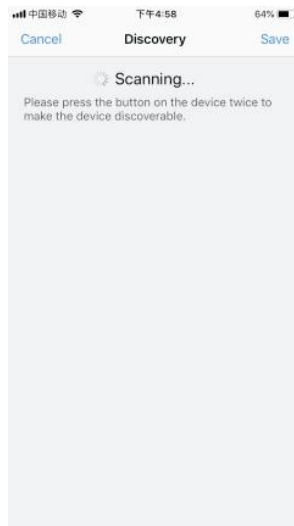 中国移动 下午4:58 64%
Cancel Discovery Save
Scanning...
Please press the button on the device twice to
make the device discoverable.